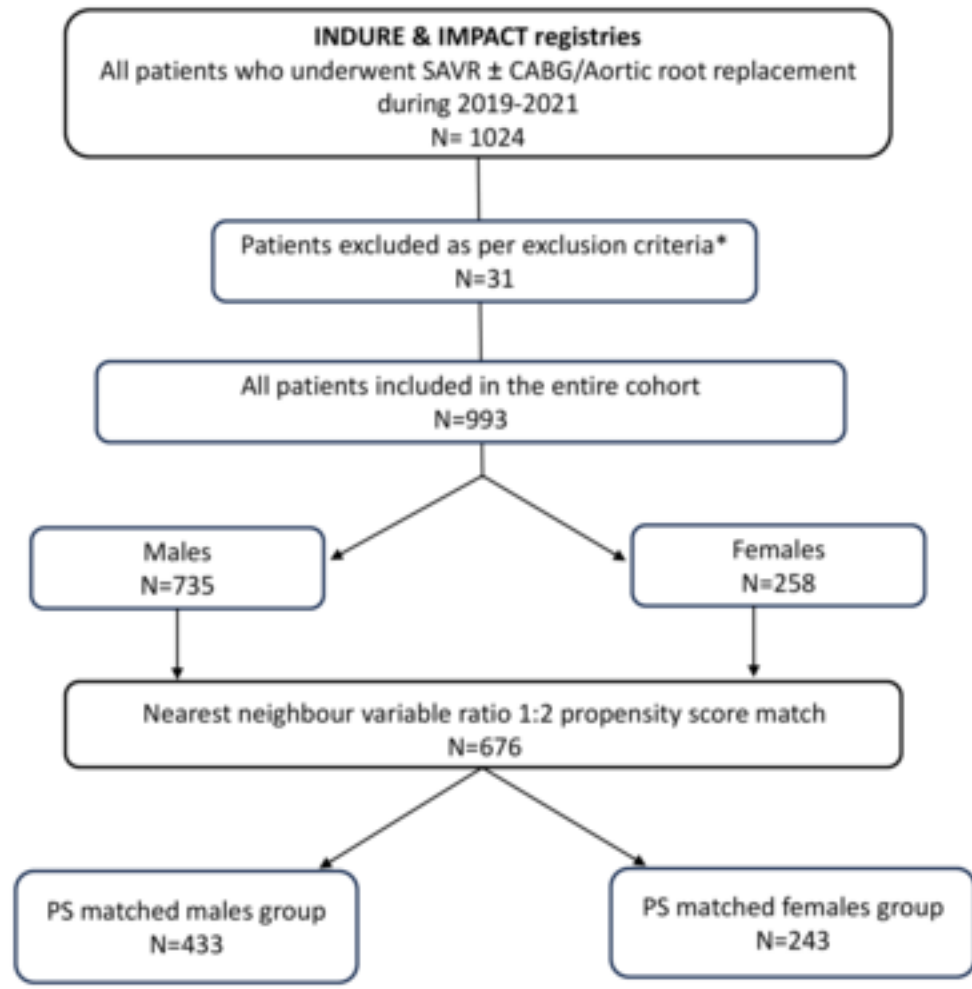 INDURE & IMPACT registries
All patients who underwent SAVR ± CABG/Aortic root replacement
during 2019-2021
N= 1024
Patients excluded as per exclusion criteria*
N=31
All patients included in the entire cohort
N=993
Males
N=735
Females
N=258
Nearest neighbour variable ratio 1:2 propensity score match
N=676
PS matched males group
N=433
PS matched females group
N=243